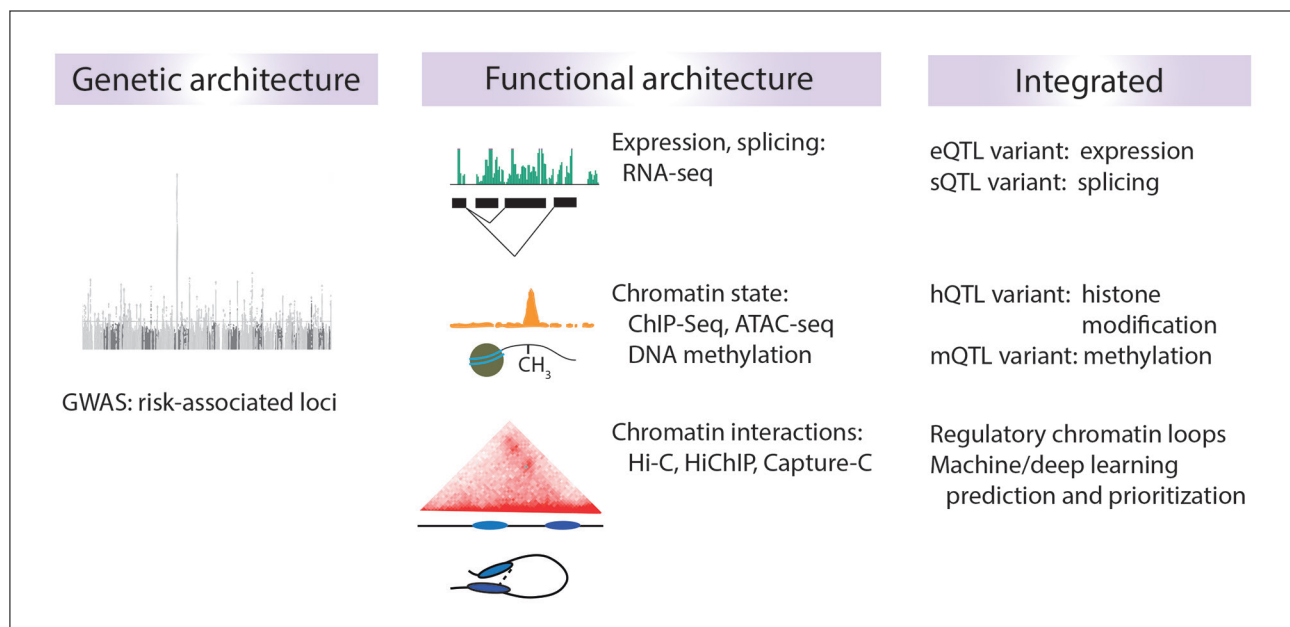 Genetic architecture
GWAS: risk-associated loci
Functional architecture
Expression, splicing:
RNA-seq
Chromatin state:
ChIP-Seq, ATAC-seq
DNA methylation
CH3
Chromatin interactions:
Hi-C, HiChIP, Capture-C
Integrated
eQTL variant: expression
sQTL variant: splicing
hQTL variant: histone
modification
mQTL variant: methylation
Regulatory chromatin loops
Machine/deep learning
prediction and prioritization